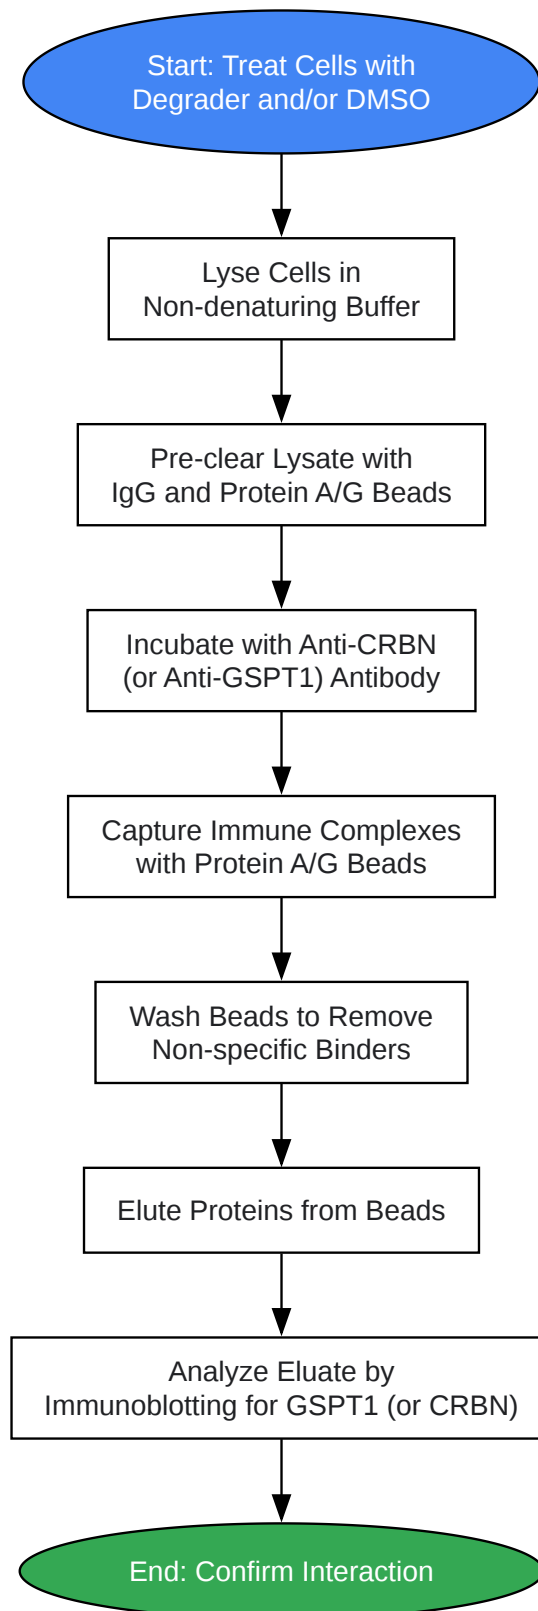 Start: Treat Cells with
Degrader and/or DMSO
Lyse Cells in
Non-denaturing Buffer
Pre-clear Lysate with
IgG and Protein A/G Beads
Incubate with Anti-CRBN
(or Anti-GSPT1) Antibody
Capture Immune Complexes
with Protein A/G Beads
Wash Beads to Remove
Non-specific Binders
Elute Proteins from Beads
Analyze Eluate by
Immunoblotting for GSPT1 (or CRBN)
End: Confirm Interaction